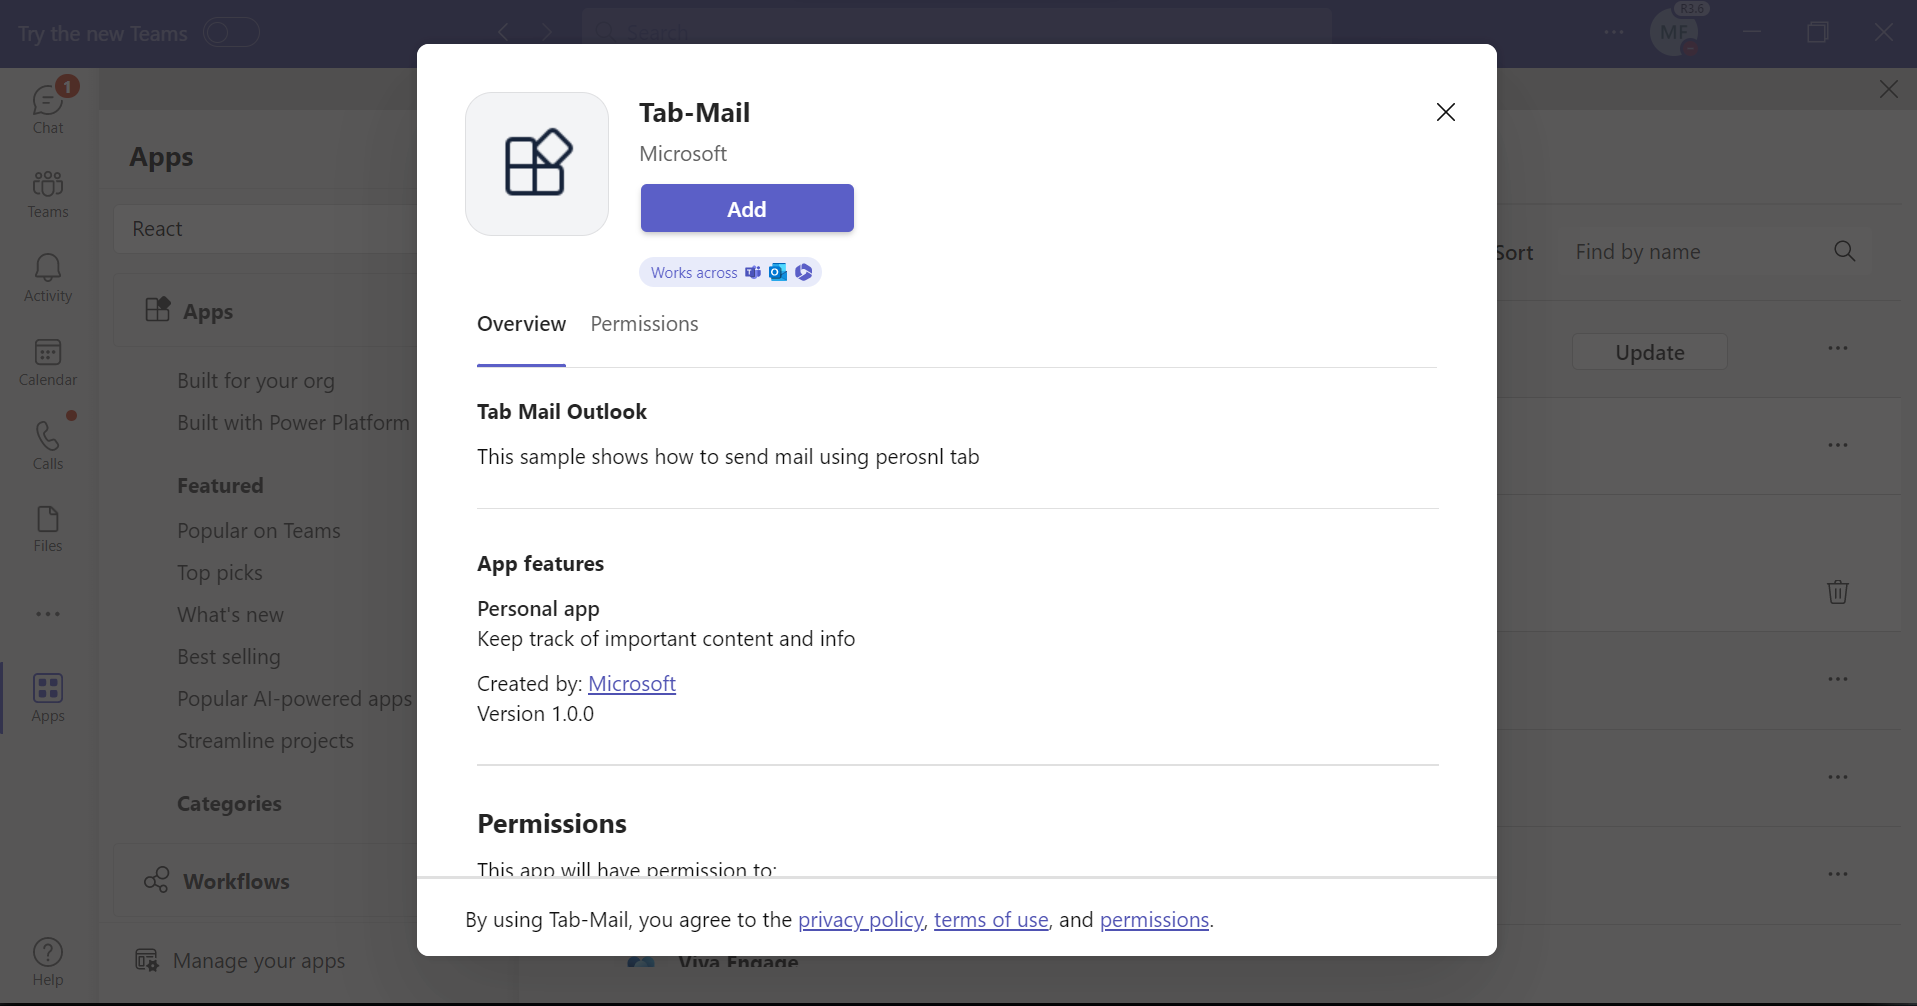 Try the new Teams
Search
R3.6
MF
1
Chat
Teams
Activity
Calendar
Calls
Files
Apps
Help
Apps
React
Apps
Built for your org
Built with Power Platform
Featured
Popular on Teams
Top picks
What's new
Best selling
Popular AI-powered apps
Streamline projects
Categories
Workflows
Manage your apps
Tab-Mail
Microsoft
Add
Works across
Overview Permissions
Tab Mail Outlook
This sample shows how to send mail using perosnl tab
App features
Personal app
Keep track of important content and info
Created by: Microsoft
Version 1.0.0
Permissions
This app will have permission to:
By using Tab-Mail, you agree to the privacy policy, terms of use, and permissions.
Sort
Find by name
Update
Viva Engage